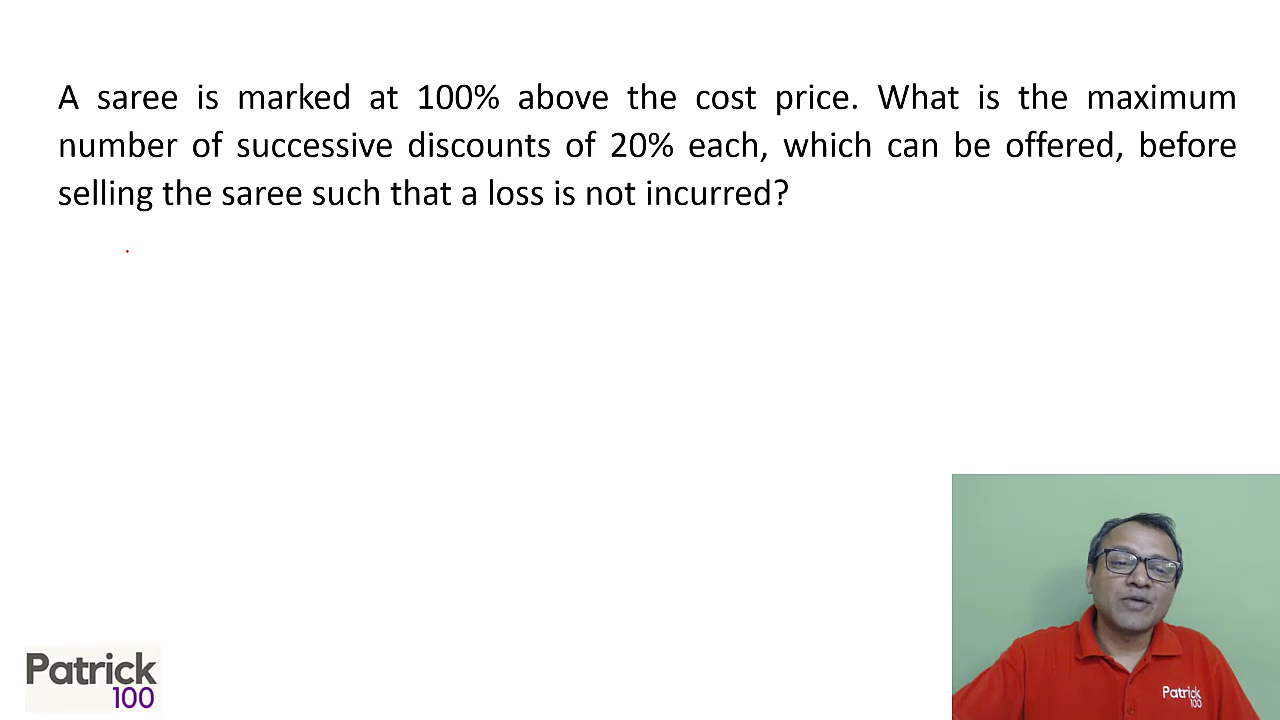 A saree is marked at 100% above the cost price. What is the maximum
number of successive discounts of 20% each, which can be offered, before
selling the saree such that a loss is not incurred?
Patrick
100
Patrick
100